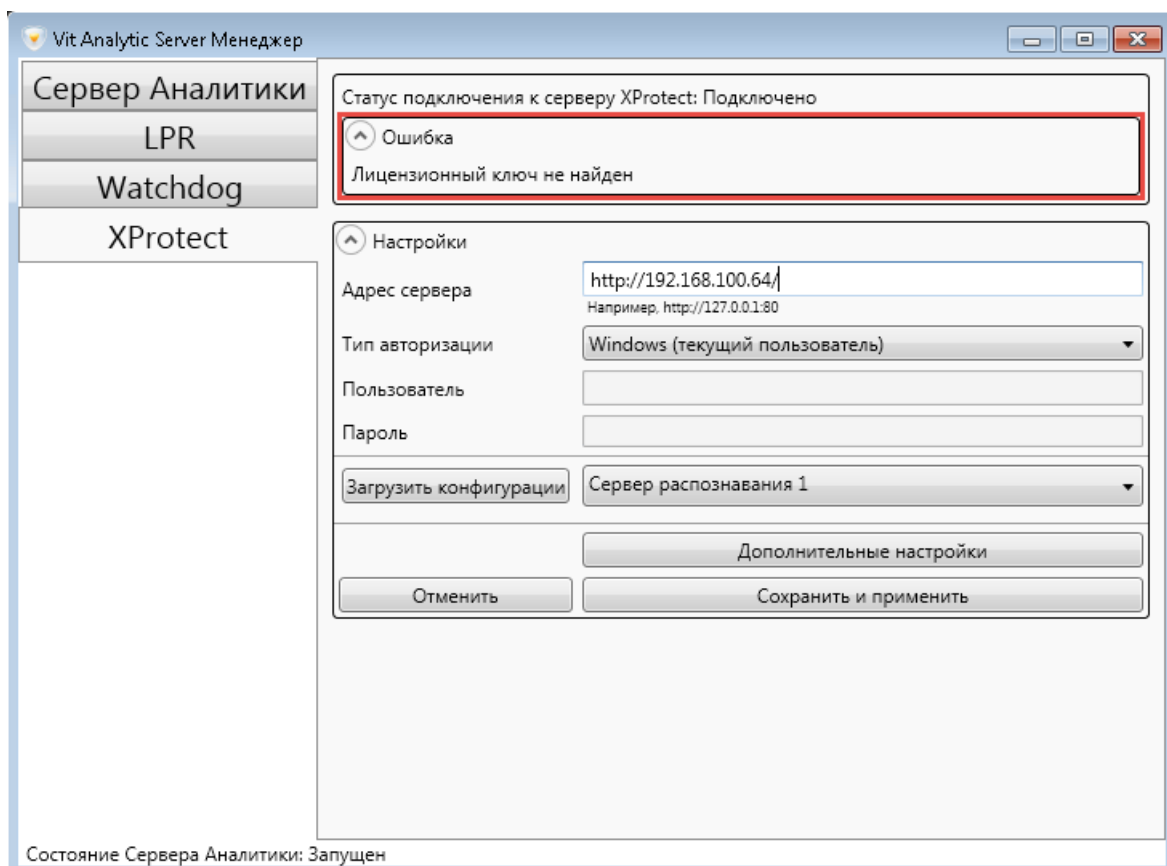 Vit Analytic Server Менеджер
Сервер Аналитики
LPR
Watchdog
XProtect
Статус подключения к серверу XProtect: Подключено
Ошибка
Лицензионный ключ не найден
Настройки
Адрес сервера
http://192.168.100.64/
Например, http://127.0.0.1:80
Тип авторизации
Windows (текущий пользователь)
Пользователь
Пароль
Загрузить конфигурации
Сервер распознавания 1
Дополнительные настройки
Отменить
Сохранить и применить
Состояние Сервера Аналитики: Запущен